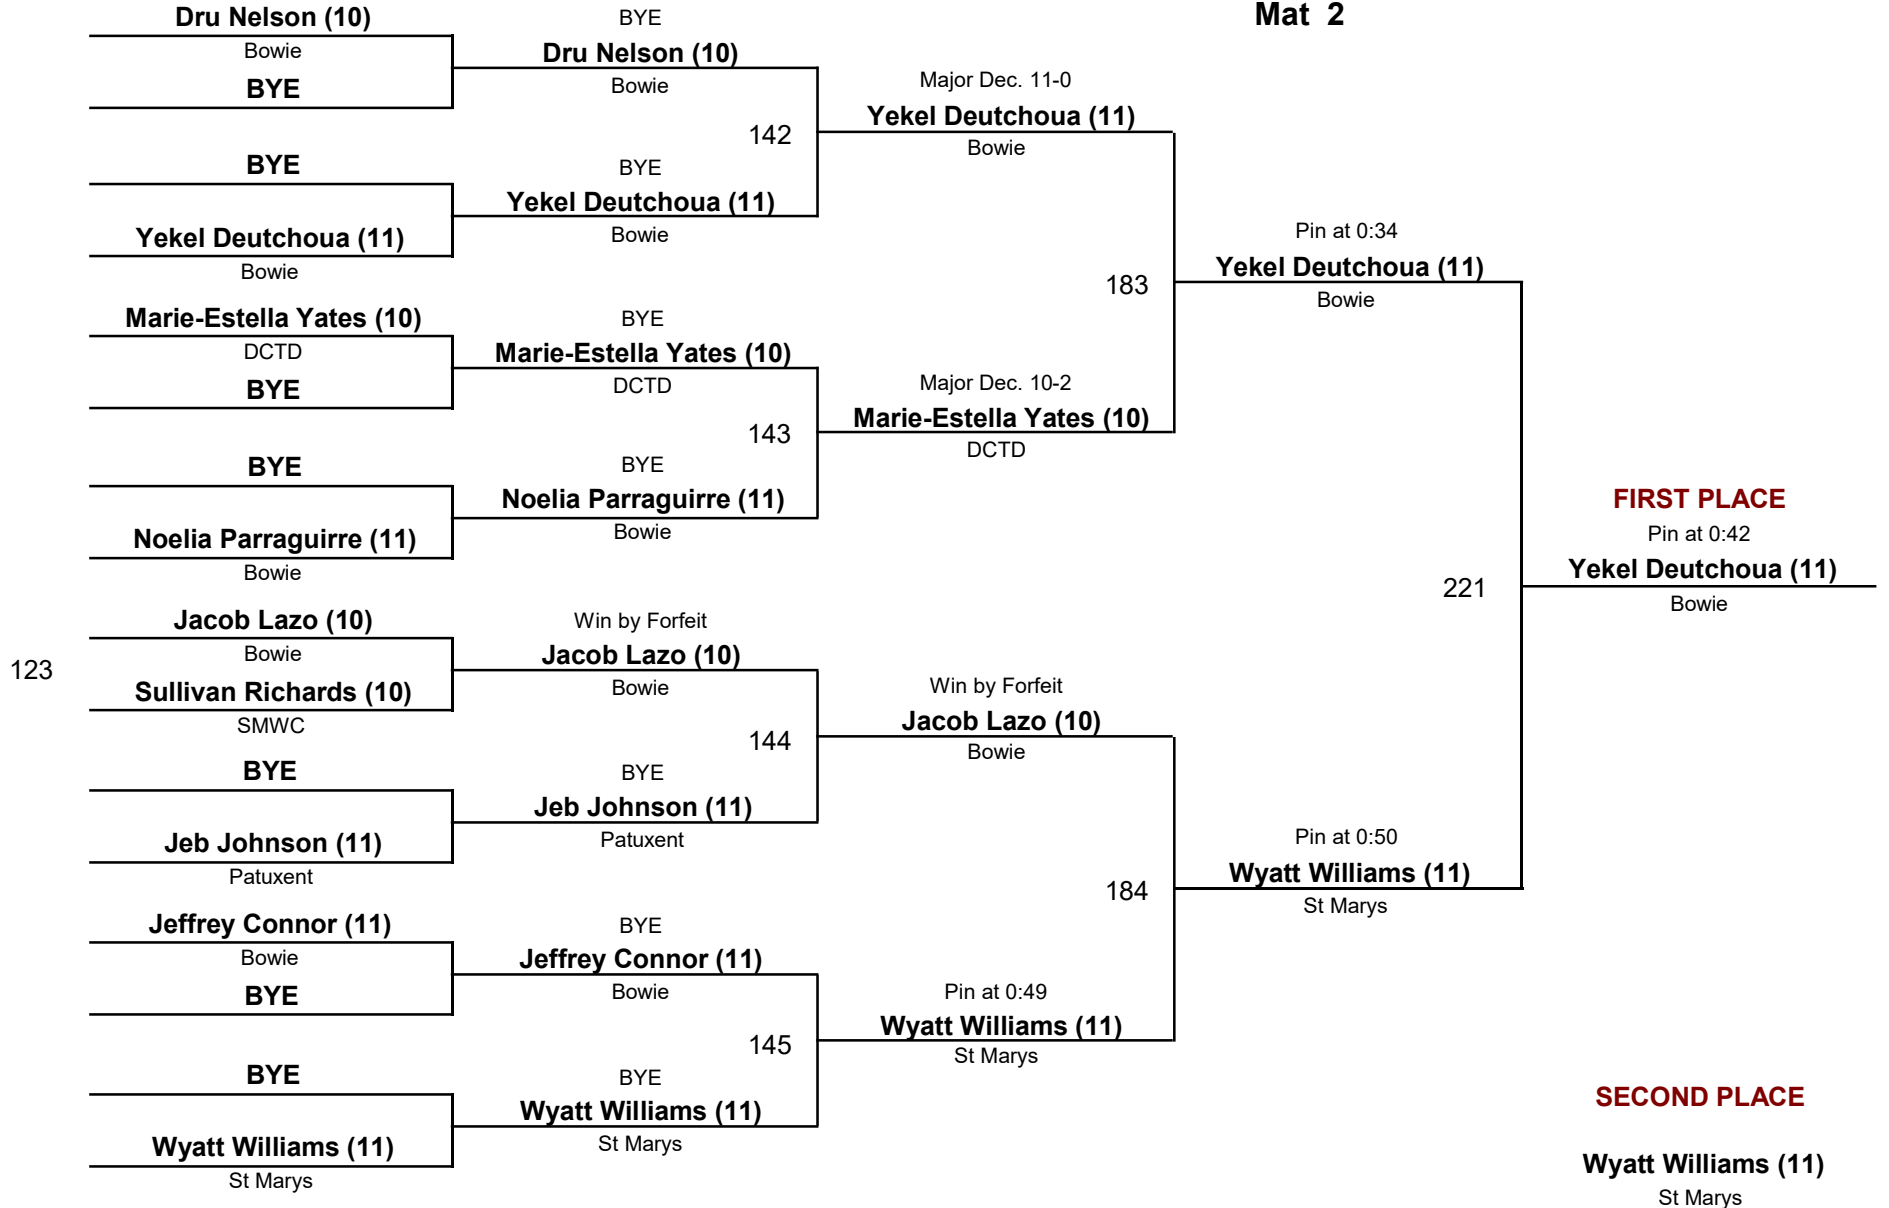 Mat 2
Dru Nelson (10)
Bowie
BYE
BYE
Yekel Deutchoua (11)
Bowie
Marie-Estella Yates (10)
DCTD
BYE
BYE
Noelia Parraguirre (11)
Bowie
123
Jacob Lazo (10)
Bowie
Sullivan Richards (10)
SMWC
BYE
Jeb Johnson (11)
Patuxent
Jeffrey Connor (11)
Bowie
BYE
BYE
Wyatt Williams (11)
St Marys
BYE
Dru Nelson (10)
Bowie
142
BYE
Yekel Deutchoua (11)
Bowie
BYE
Marie-Estella Yates (10)
DCTD
143
BYE
Noelia Parraguirre (11)
Bowie
Win by Forfeit
Jacob Lazo (10)
Bowie
144
BYE
Jeb Johnson (11)
Patuxent
BYE
Jeffrey Connor (11)
Bowie
145
BYE
Wyatt Williams (11)
St Marys
Major Dec. 11-0
Yekel Deutchoua (11)
Bowie
183
Major Dec. 10-2
Marie-Estella Yates (10)
DCTD
Win by Forfeit
Jacob Lazo (10)
Bowie
184
Pin at 0:49
Wyatt Williams (11)
St Marys
Pin at 0:34
Yekel Deutchoua (11)
Bowie
221
Pin at 0:50
Wyatt Williams (11)
St Marys
FIRST PLACE
Pin at 0:42
Yekel Deutchoua (11)
Bowie
SECOND PLACE
Wyatt Williams (11)
St Marys